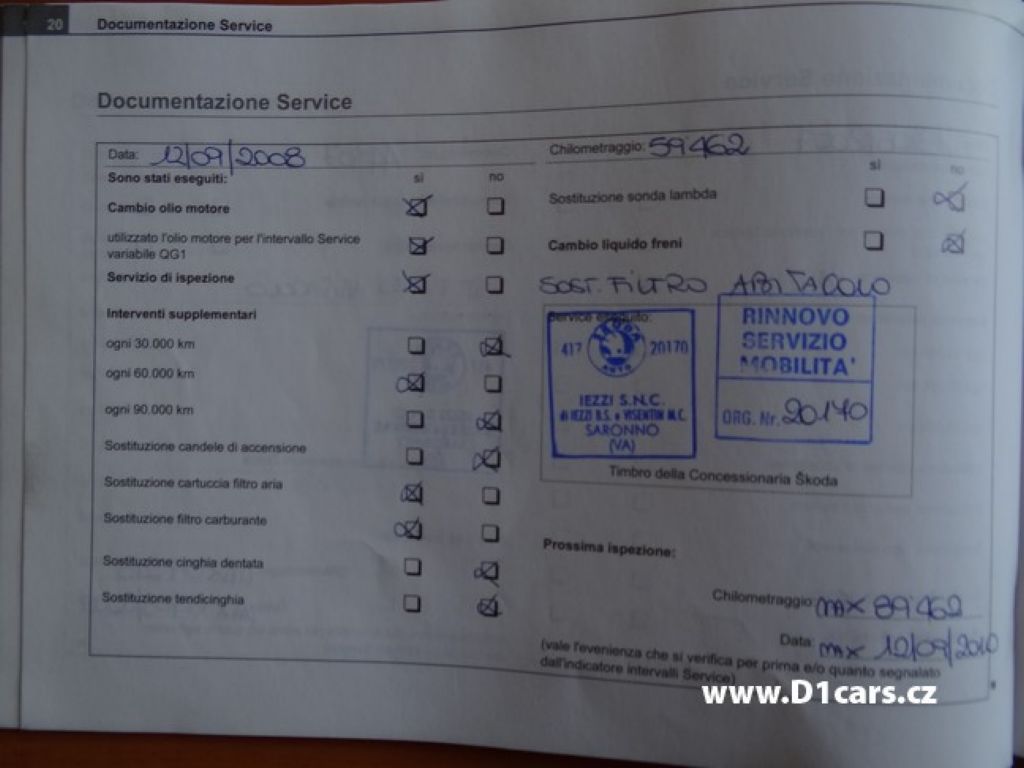 20 Documentazione Service
Documentazione Service
Data: 12/09/2008
Chilometraggio: 59462
Sono stati eseguiti: sì no
sì no
Cambio olio motore
Sostituzione sonda lambda
utilizzato l'olio motore per l'intervallo Service
variabile QG1
Cambio liquido freni
Servizio di ispezione
SOST. FILTRO ABITACOLO
Interventi supplementari
ogni 30.000 km
ogni 60.000 km
ogni 90.000 km
Sostituzione candele di accensione
Sostituzione cartuccia filtro aria
Sostituzione filtro carburante
Sostituzione cinghia dentata
Sostituzione tendicinghia
Service eseguito:
ŠKODA
417 20170
AUTO
IEZZI S.N.C.
di IEZZI R.S. e VISENTIN M.C.
SARONNO
(VA)
RINNOVO
SERVIZIO
MOBILITA'
ORG. Nr. 20170
Timbro della Concessionaria Škoda
Prossima ispezione:
Chilometraggio: MAX 89462
Data: MAX 12/09/2010
(vale l'evenienza che si verifica per prima e/o quanto segnalato
dall'indicatore intervalli Service)
www.D1cars.cz